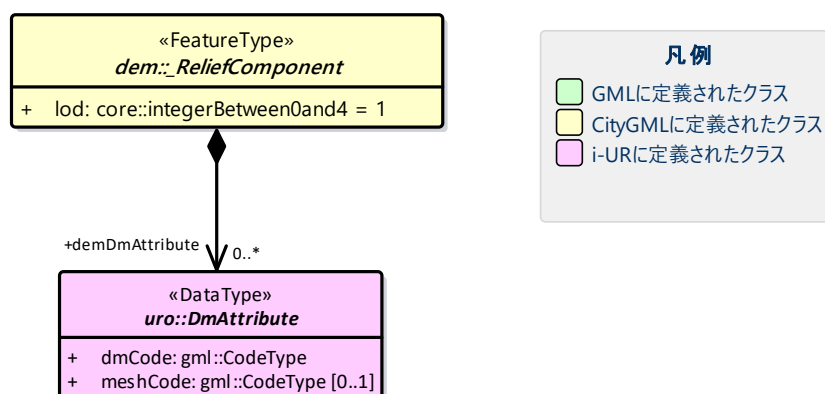 «FeatureType»
dem::_ReliefComponent
+ lod: core::integerBetween0and4 = 1
+demDmAttribute
0..*
«DataType»
uro::DmAttribute
+ dmCode: gml::CodeType
+ meshCode: gml::CodeType [0..1]
凡例
GMLに定義されたクラス
CityGMLに定義されたクラス
i-URに定義されたクラス